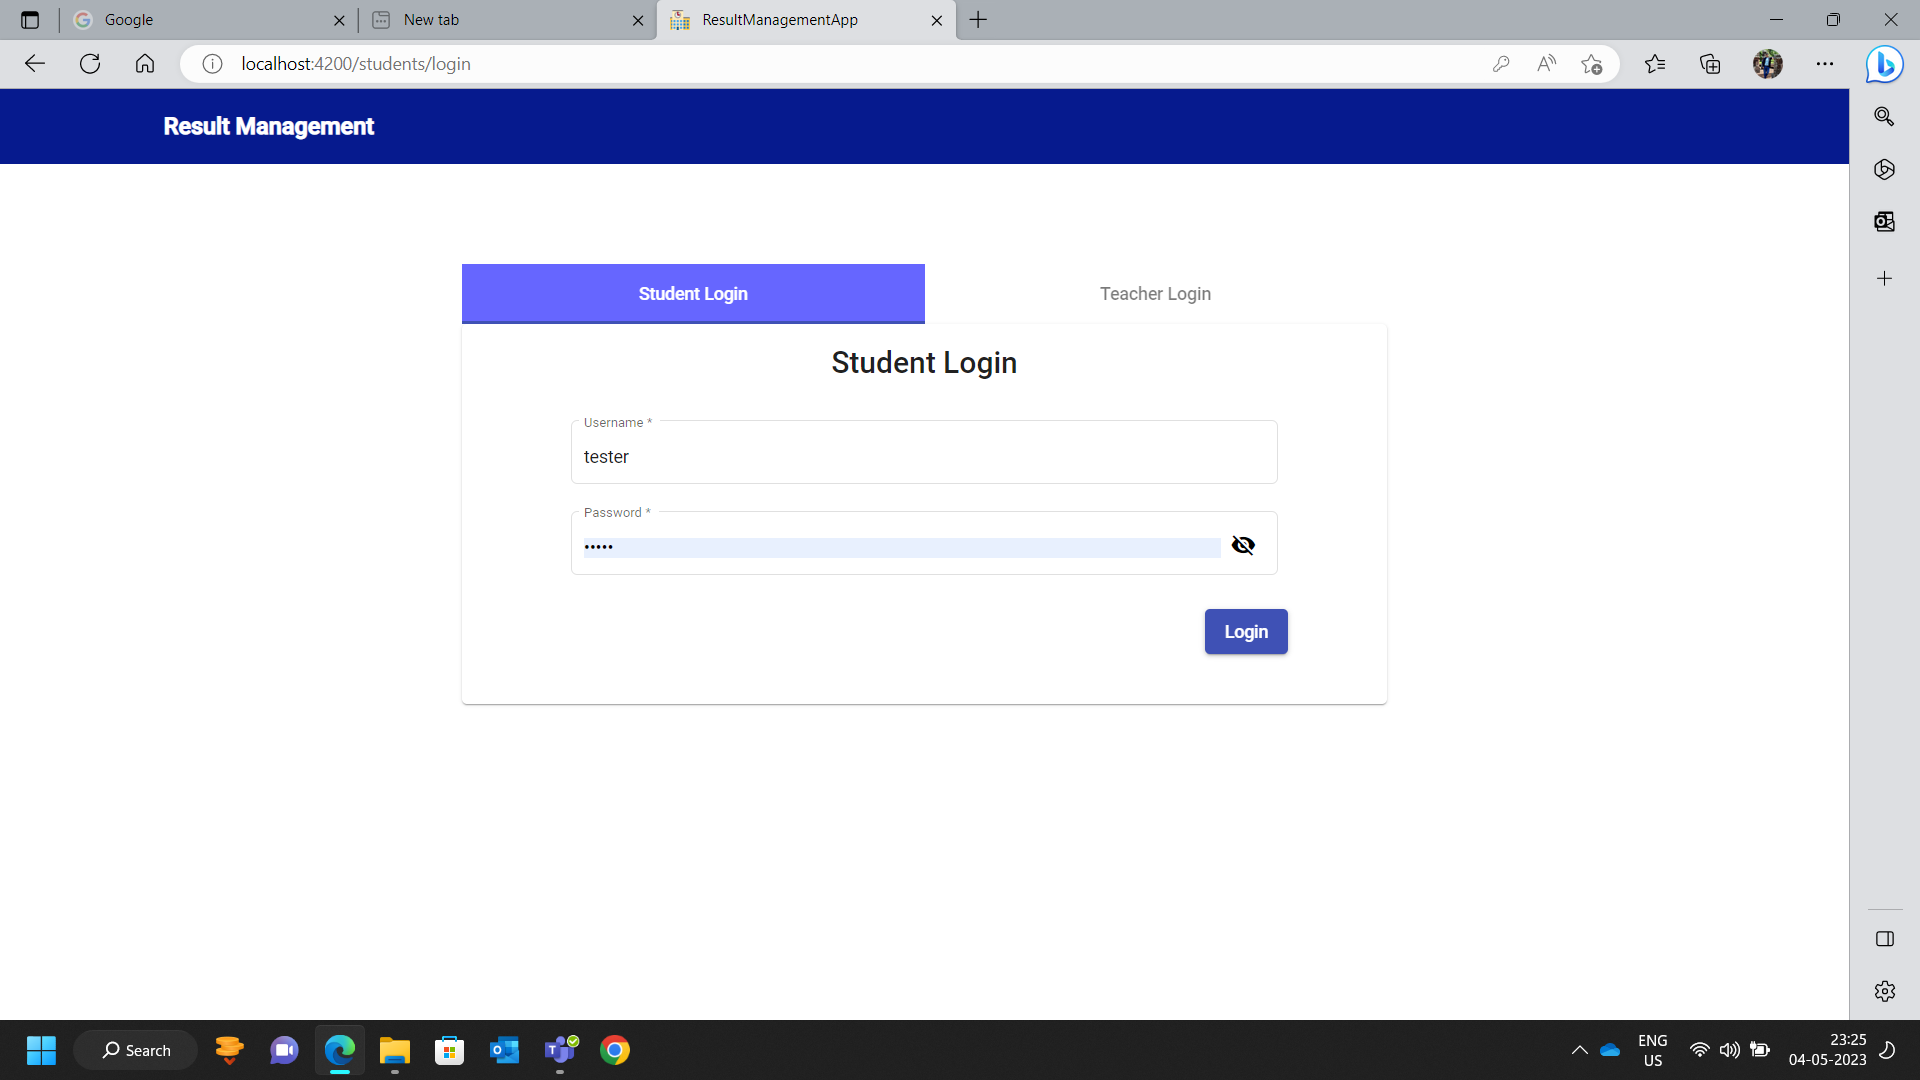 Google
New tab
ResultManagementApp
localhost:4200/students/login
Result Management
Student Login
Teacher Login
Student Login
Username *
tester
Password *
•••••
Login
Search
ENG
US
23:25
04-05-2023